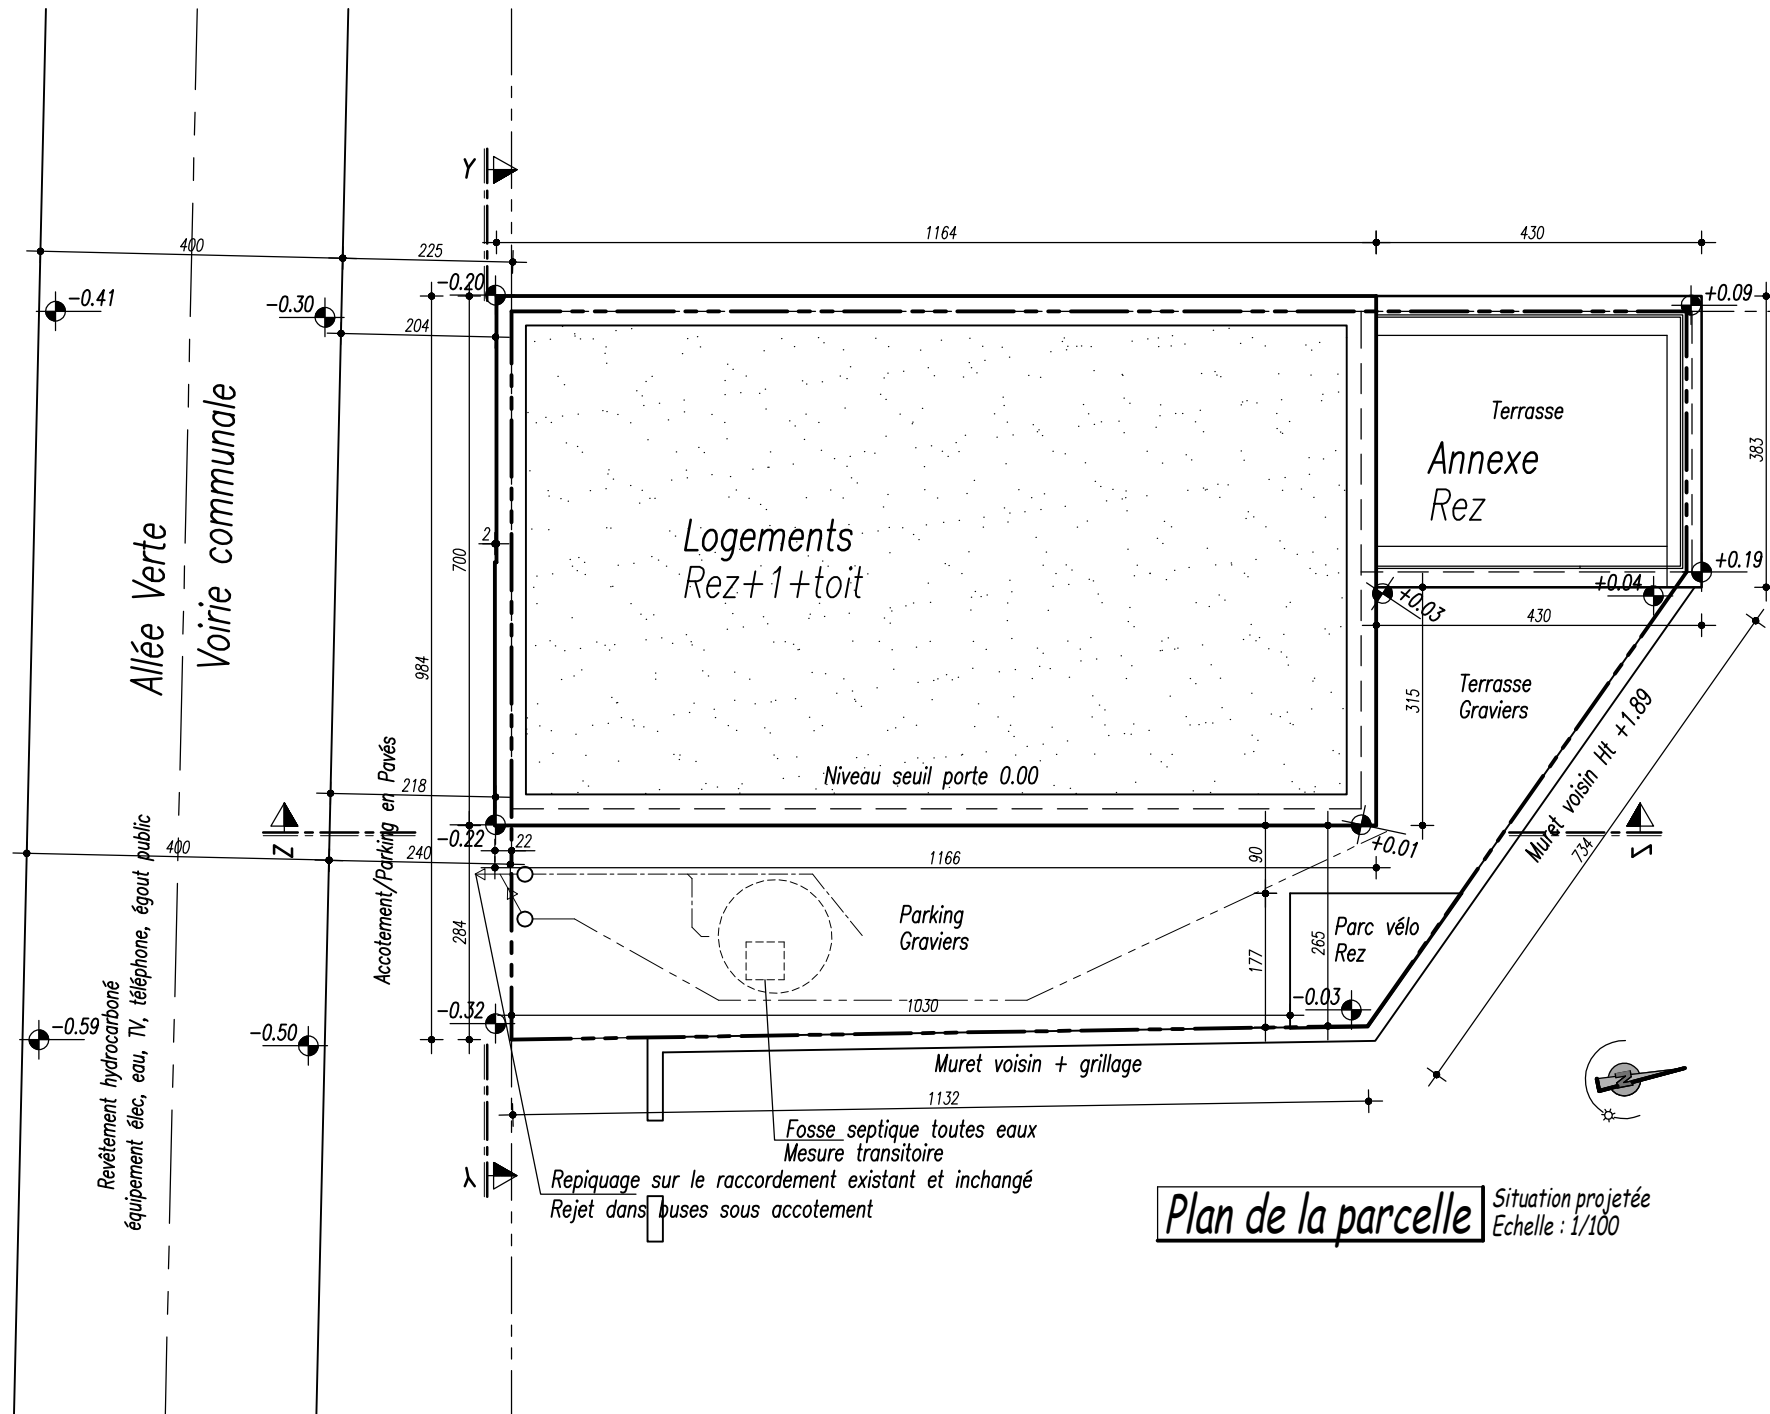 Y
1164
430
400
225
-0.20
-0.41
-0.30
+0.09
204
Terrasse
Annexe
Rez
383
Allée Verte
Voirie communale
2
700
Logements
Rez+1+toit
+0.19
+0.04
+0.03
430
984
315
Terrasse
Graviers
Muret voisin Ht +1.89
734
Niveau seuil porte 0.00
218
Accotement/Parking en Pavés
Z
-0.22
22
+0.01
Z
400
240
1166
90
284
Parking
Graviers
Parc vélo
Rez
177
265
1030
-0.03
-0.32
-0.59
-0.50
Revêtement hydrocarboné
équipement élec, eau, TV, téléphone, égout public
Muret voisin + grillage
N
1132
Fosse septique toutes eaux
Mesure transitoire
Y
Repiquage sur le raccordement existant et inchangé
Rejet dans buses sous accotement
Plan de la parcelle
Situation projetée
Echelle : 1/100